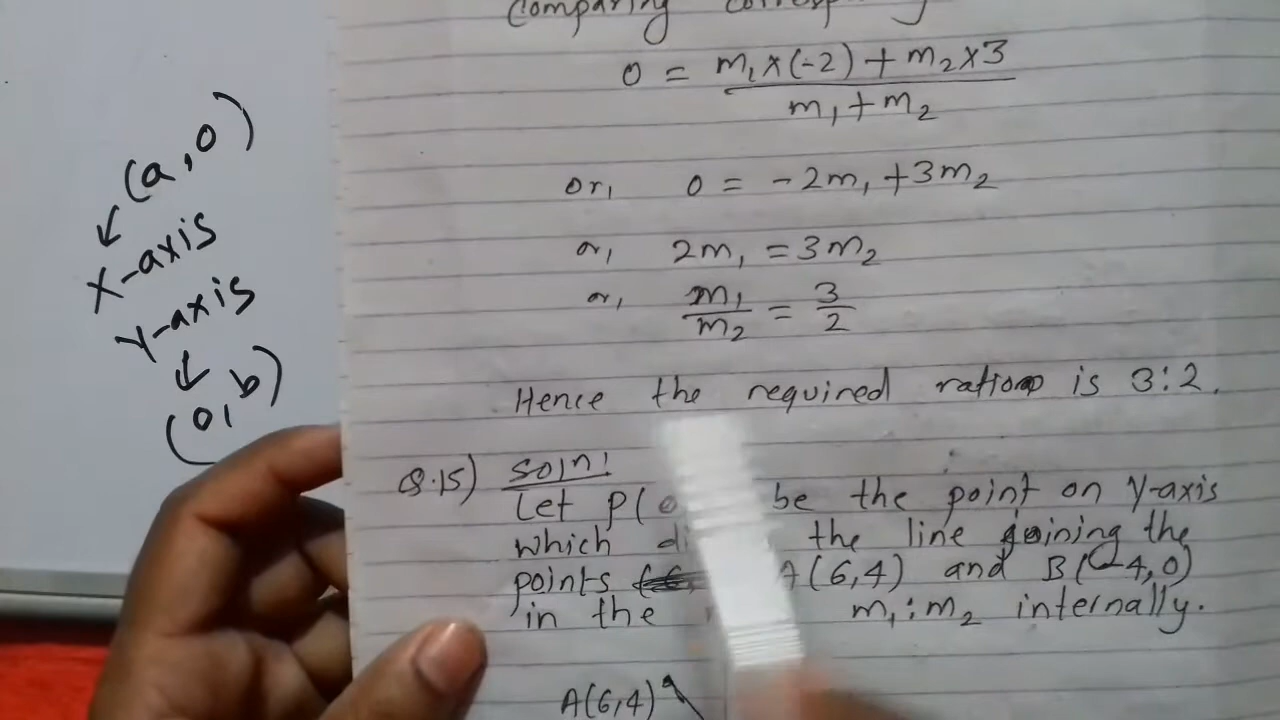 (a,0)
↓
X-axis
Y-axis
↓
(0,b)
Comparing
0 = m₁×(-2) + m₂×3 / m₁+m₂
or, 0 = -2m₁ + 3m₂
or, 2m₁ = 3m₂
or, m₁/m₂ = 3/2
Hence the required ratio is 3:2.
Q.15) Soln:
Let P( be the point on Y-axis
which the line joining the
points A(6,4) and B(-4,0)
in the m₁:m₂ internally.
A(6,4)